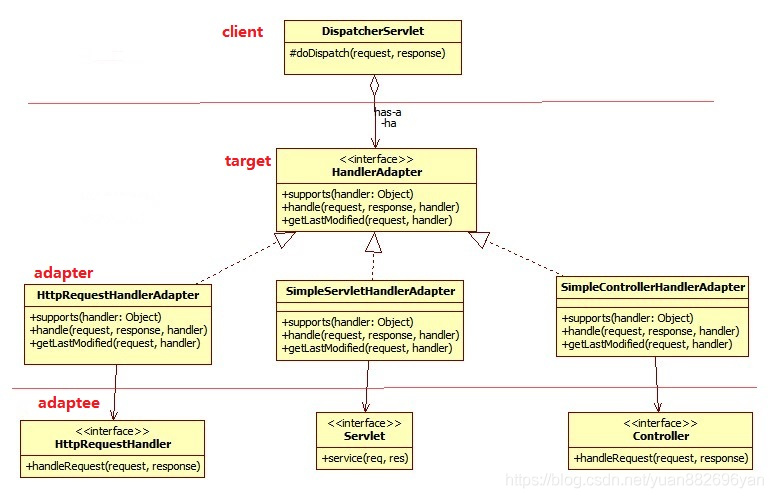 client
DispatcherServlet
#doDispatch(request, response)
has-a
-ha
target
<<interface>>
HandlerAdapter
+supports(handler: Object)
+handle(request, response, handler)
+getLastModified(request, handler)
adapter
HttpRequestHandlerAdapter
+supports(handler: Object)
+handle(request, response, handler)
+getLastModified(request, handler)
SimpleServletHandlerAdapter
+supports(handler: Object)
+handle(request, response, handler)
+getLastModified(request, handler)
SimpleControllerHandlerAdapter
+supports(handler: Object)
+handle(request, response, handler)
+getLastModified(request, handler)
adaptee
<<interface>>
HttpRequestHandler
+handleRequest(request, response)
<<interface>>
Servlet
+service(req, res)
<<interface>>
Controller
+handleRequest(request, response)
https://blog.csdn.net/yuan882696yan